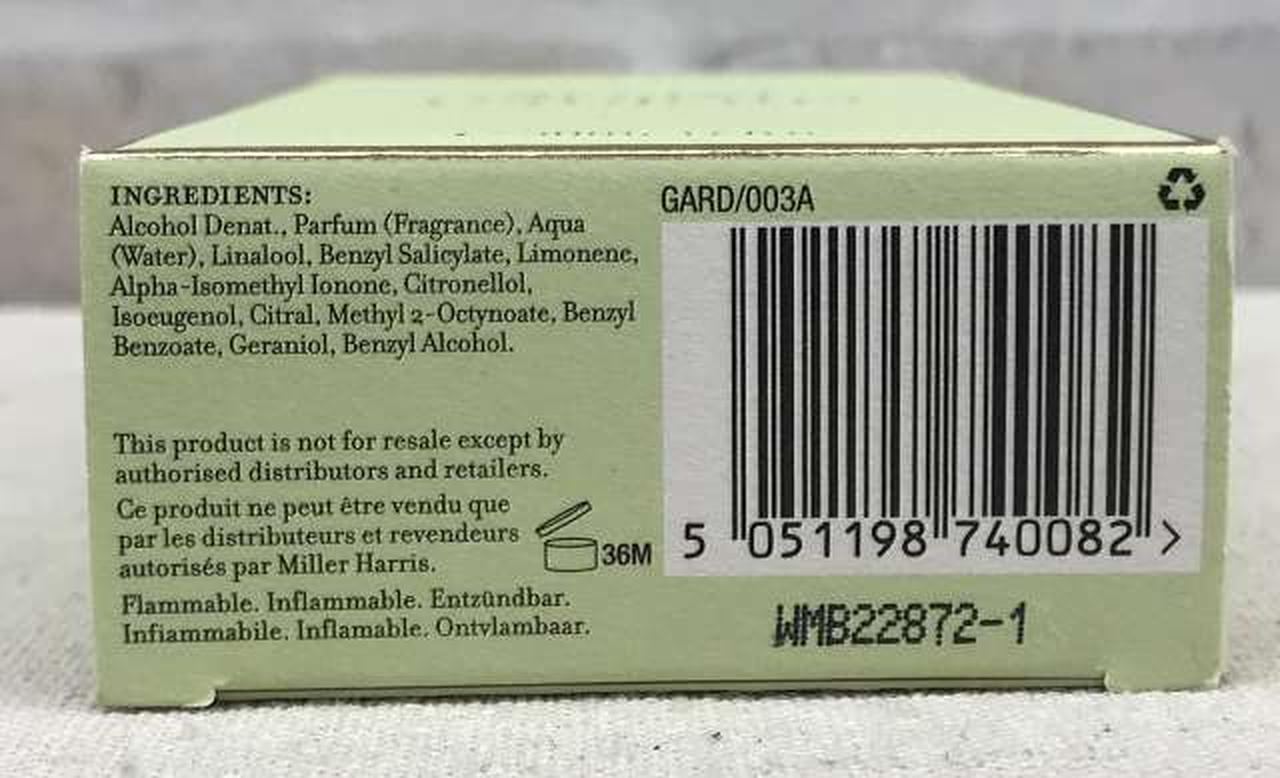 INGREDIENTS:
Alcohol Denat., Parfum (Fragrance), Aqua
(Water), Linalool, Benzyl Salicylate, Limonene,
Alpha-Isomethyl Ionone, Citronellol,
Isoeugenol, Citral, Methyl 2-Octynoate, Benzyl
Benzoate, Geraniol, Benzyl Alcohol.
This product is not for resale except by
authorised distributors and retailers.
Ce produit ne peut être vendu que
par les distributeurs et revendeurs
autorisés par Miller Harris.
36M
Flammable. Inflammable. Entzündbar.
Infiammabile. Inflamable. Ontvlambaar.
GARD/003A
5 051198 740082 >
WMB22872-1